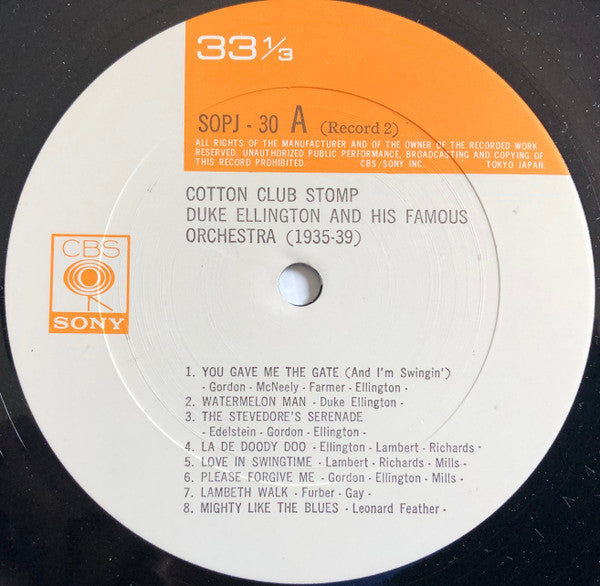 33 1/3
SOPJ - 30 A (Record 2)
ALL RIGHTS OF THE MANUFACTURER AND OF THE OWNER OF THE RECORDED WORK
RESERVED. UNAUTHORIZED PUBLIC PERFORMANCE, BROADCASTING AND COPYING OF
THIS RECORD PROHIBITED. CBS/SONY INC. TOKYO JAPAN.
COTTON CLUB STOMP
DUKE ELLINGTON AND HIS FAMOUS
ORCHESTRA (1935-39)
CBS
SONY
1. YOU GAVE ME THE GATE (And I'm Swingin')
- Gordon - McNeely - Farmer - Ellington -
2. WATERMELON MAN - Duke Ellington -
3. THE STEVEDORE'S SERENADE
- Edelstein - Gordon - Ellington -
4. LA DE DOODY DOO - Ellington - Lambert - Richards -
5. LOVE IN SWINGTIME - Lambert - Richards - Mills -
6. PLEASE FORGIVE ME - Gordon - Ellington - Mills -
7. LAMBETH WALK - Furber - Gay -
8. MIGHTY LIKE THE BLUES - Leonard Feather -